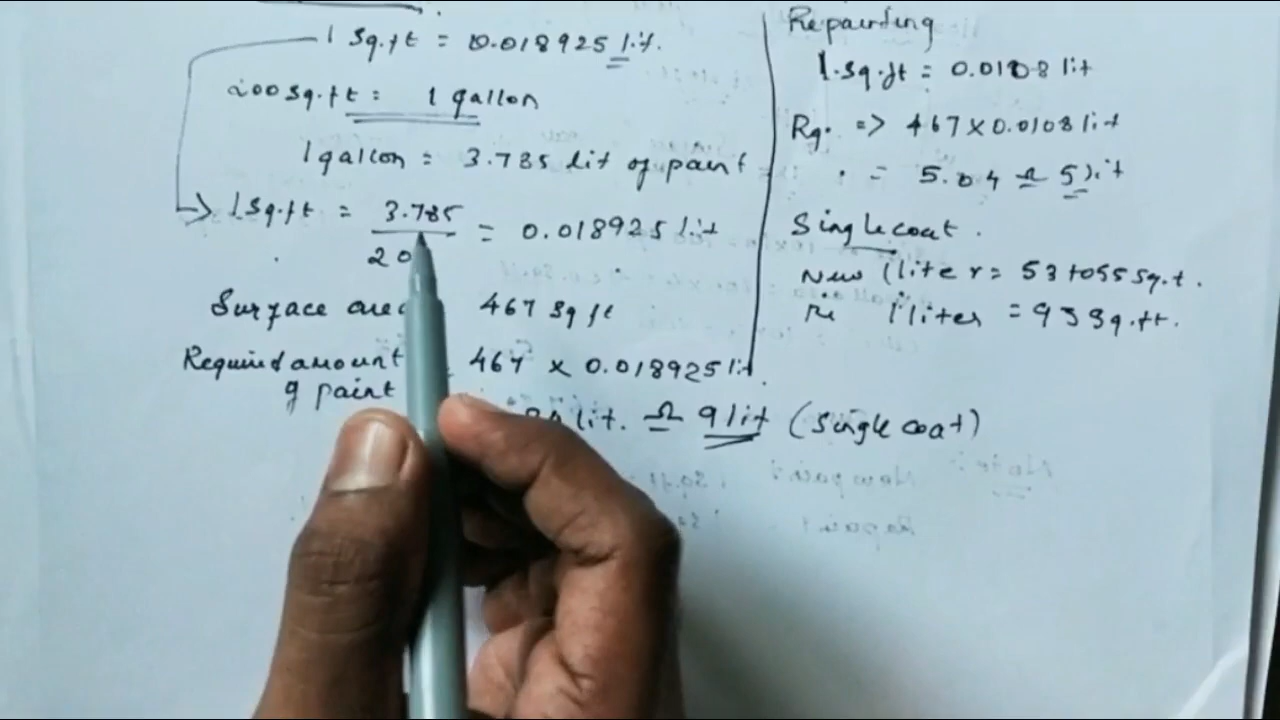 1 Sq.ft = 0.018925 lit.
200 Sq.ft = 1 gallon
1 gallon = 3.785 lit of paint
1 Sq.ft = 3.785 = 0.018925 lit
20
Surface area 467 Sq ft
Required amount 467 × 0.018925 lit.
of paint
lit. ≏ 9 lit (Single coat)
Repainting
1.sq.ft = 0.0108 lit
Rq. => 467 × 0.0108 lit
= 5.04 ≏ 5 lit
Single coat.
New 1 liter = 53 to 55 Sq.t.
Re 1 liter = 93 Sq.ft.